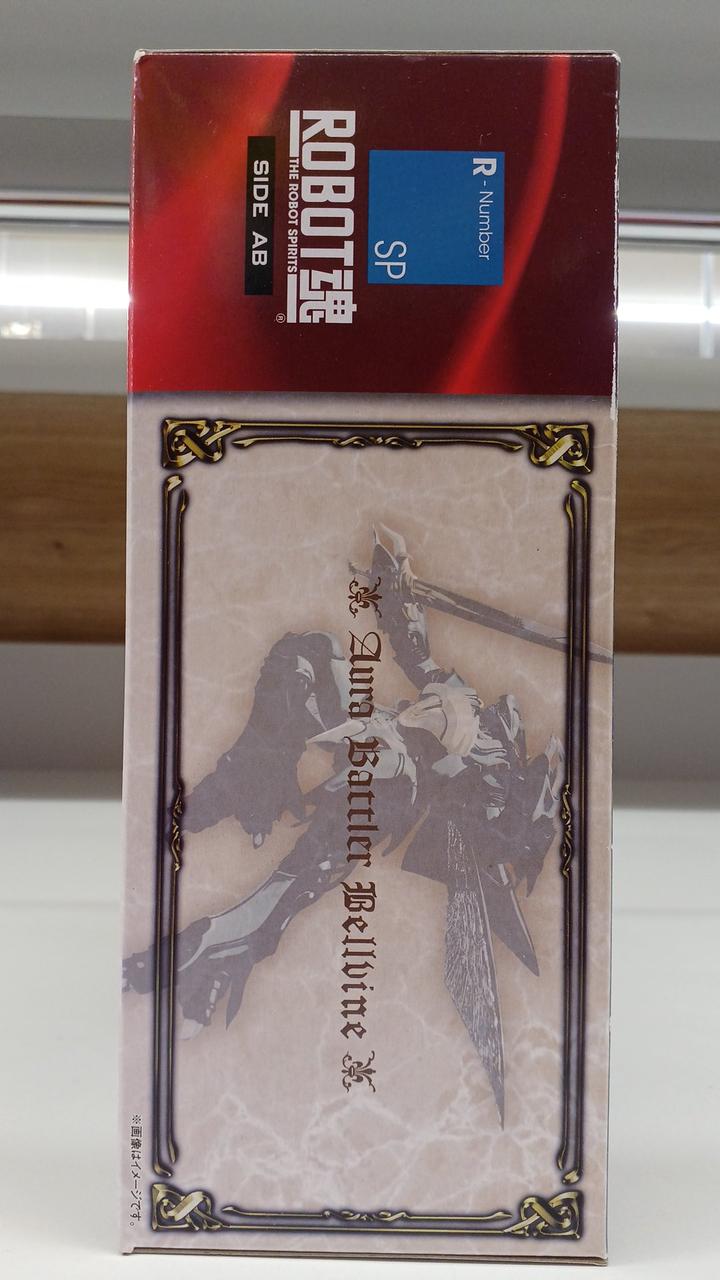 R-Number
SP
ROBOT魂
THE ROBOT SPIRITS
®
SIDE AB
Aura Battler Bellvine
※画像はイメージです。